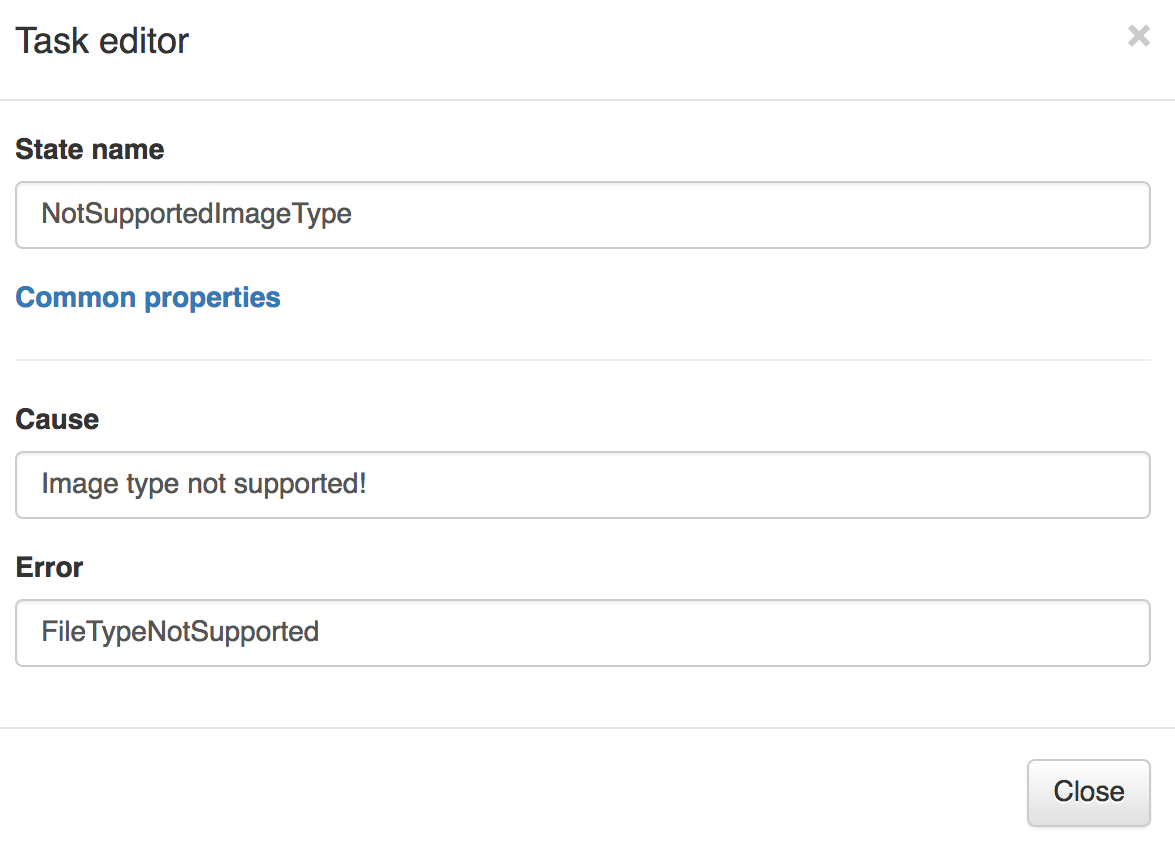 Task editor
×
State name
NotSupportedImageType
Common properties
Cause
Image type not supported!
Error
FileTypeNotSupported
Close